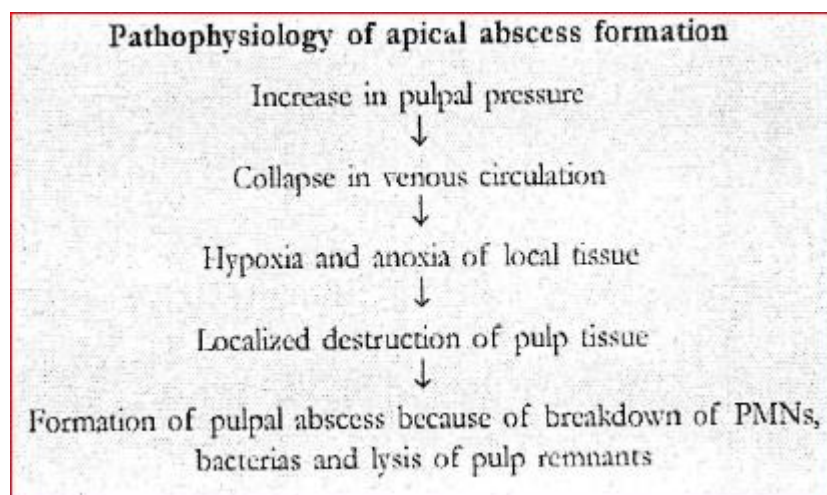 Pathophysiology of apical abscess formation
Increase in pulpal pressure
↓
Collapse in venous circulation
↓
Hypoxia and anoxia of local tissue
↓
Localized destruction of pulp tissue
↓
Formation of pulpal abscess because of breakdown of PMNs,
bacterias and lysis of pulp remnants